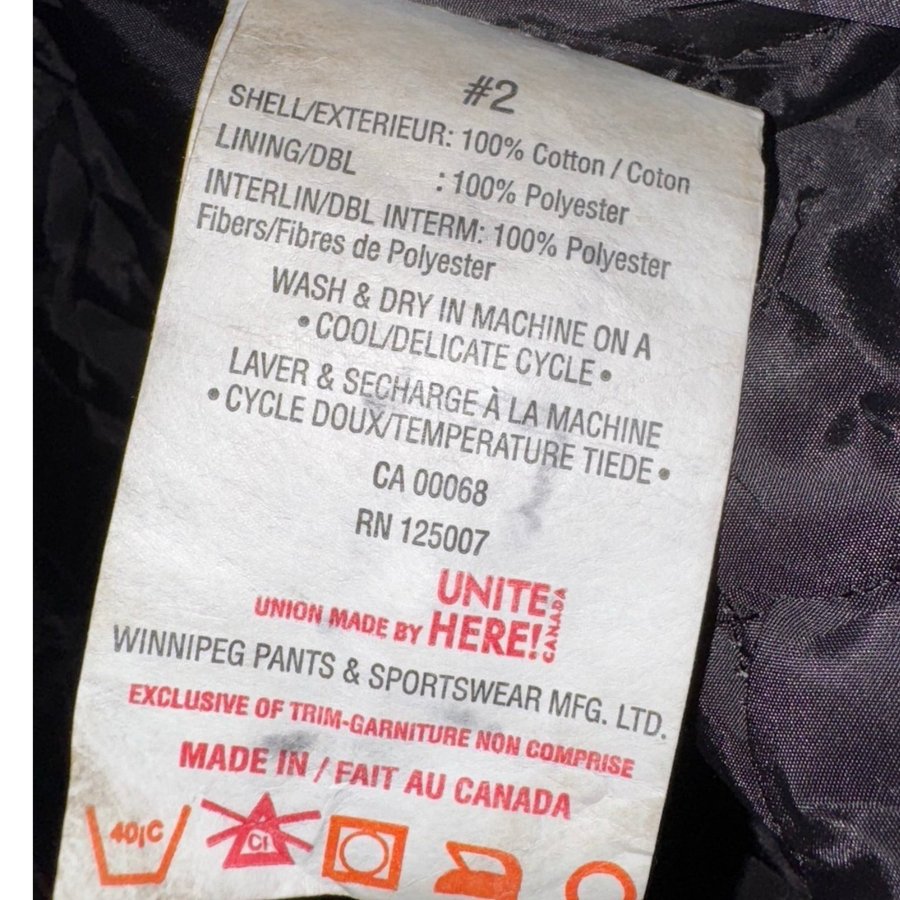 #2
SHELL/EXTERIEUR: 100% Cotton / Coton
LINING/DBL : 100% Polyester
INTERLIN/DBL INTERM: 100% Polyester
Fibers/Fibres de Polyester
WASH & DRY IN MACHINE ON A
• COOL/DELICATE CYCLE •
LAVER & SECHARGE À LA MACHINE
• CYCLE DOUX/TEMPERATURE TIEDE •
CA 00068
RN 125007
UNION MADE BY UNITE HERE! CANADA
WINNIPEG PANTS & SPORTSWEAR MFG. LTD.
EXCLUSIVE OF TRIM-GARNITURE NON COMPRISE
MADE IN / FAIT AU CANADA
40¡C Cl